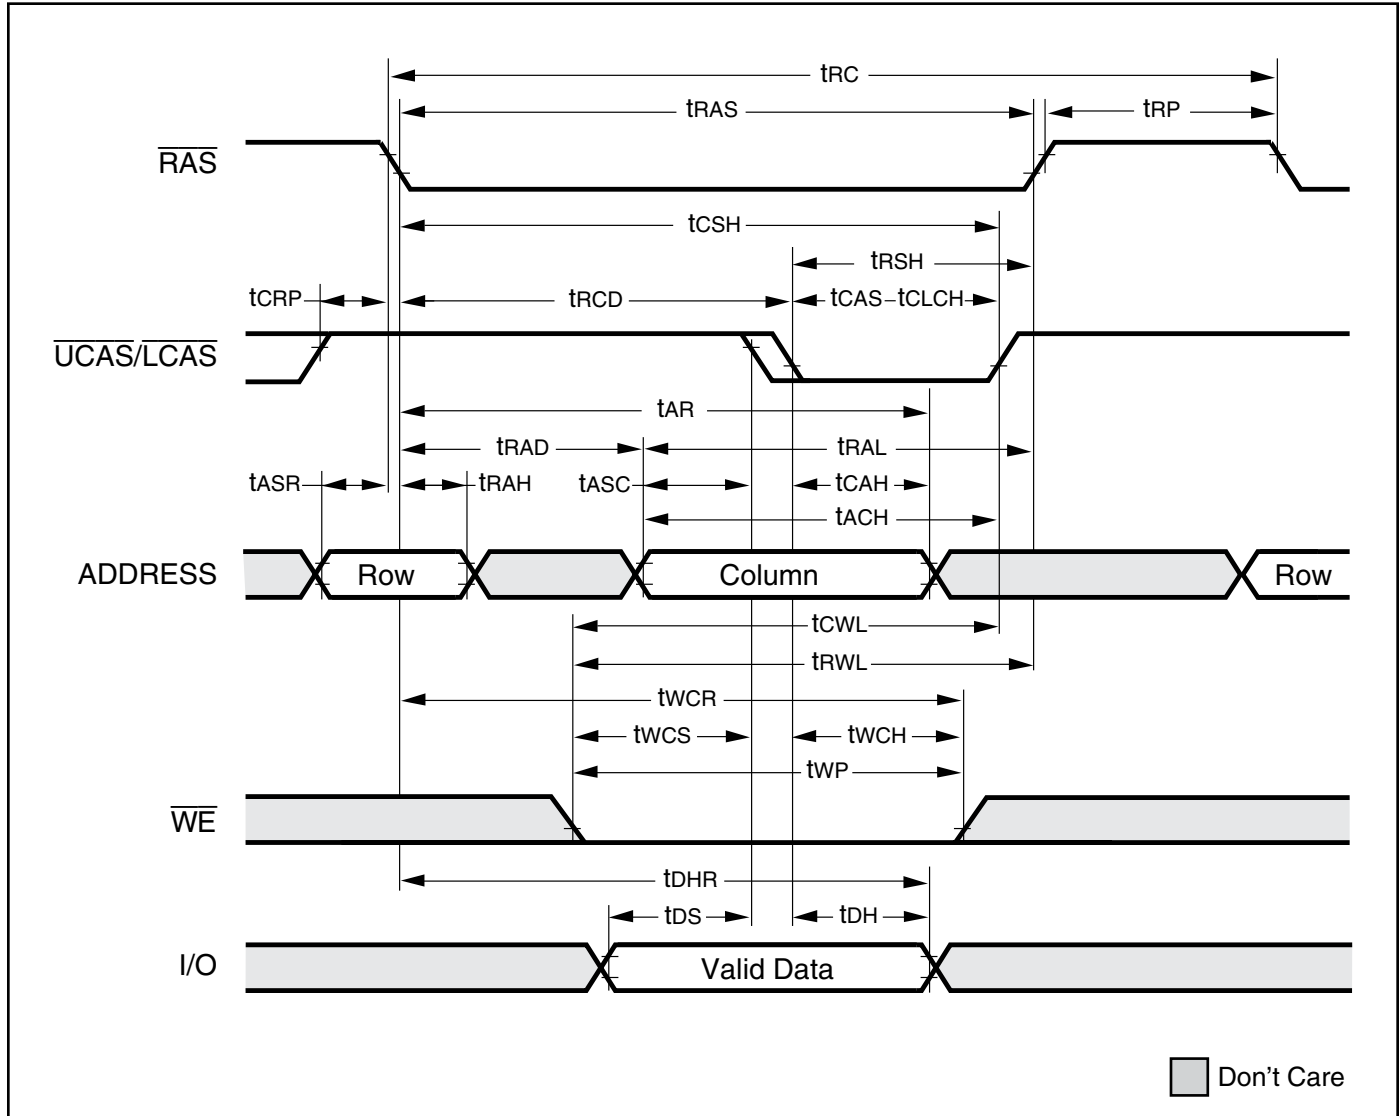 tRC
tRAS tRP
RAS
tCSH
tRSH
tCRP tRCD tCAS tCLCH
UCAS/LCAS
tAR
tRAD tRAL
tASR tRAH tASC tCAH
tACH
ADDRESS Row Column Row
tCWL
tRWL
tWCR
tWCS tWCH
tWP
WE
tDHR
tDS tDH
I/O Valid Data
Don't Care